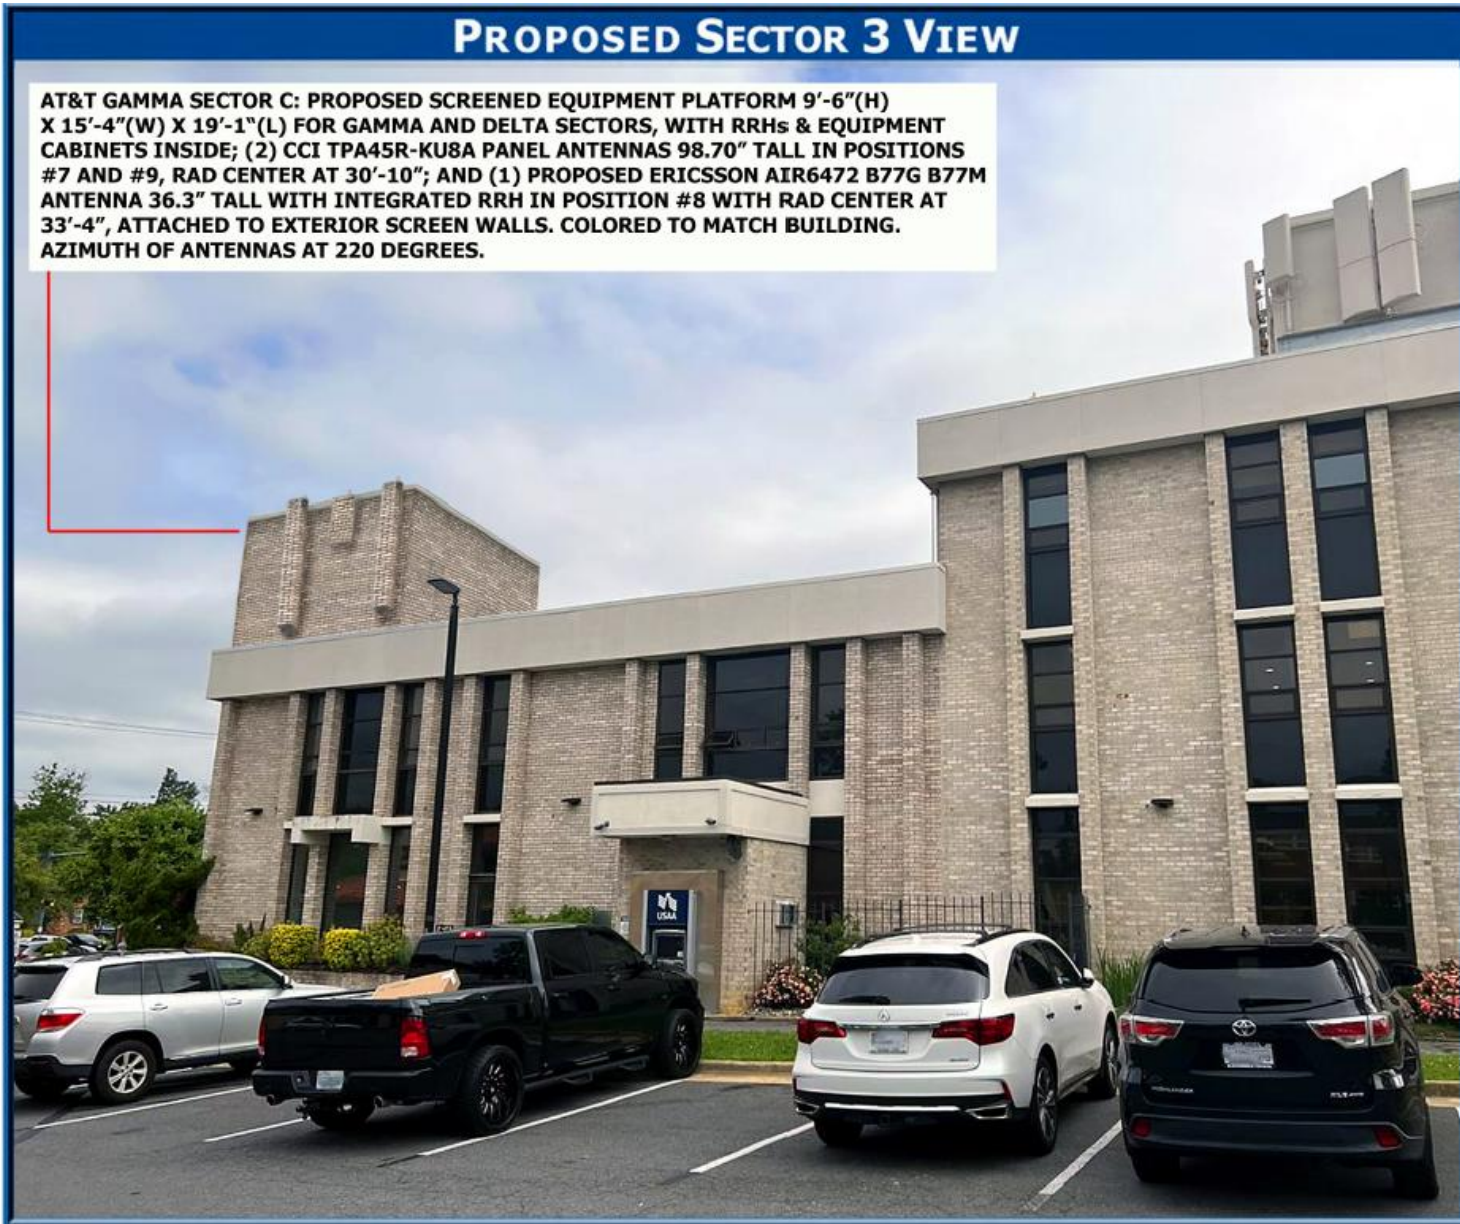 PROPOSED SECTOR 3 VIEW
AT&T GAMMA SECTOR C: PROPOSED SCREENED EQUIPMENT PLATFORM 9’-6”(H)
X 15’-4”(W) X 19’-1“(L) FOR GAMMA AND DELTA SECTORS, WITH RRHs & EQUIPMENT
CABINETS INSIDE; (2) CCI TPA45R-KU8A PANEL ANTENNAS 98.70” TALL IN POSITIONS
#7 AND #9, RAD CENTER AT 30’-10”; AND (1) PROPOSED ERICSSON AIR6472 B77G B77M
ANTENNA 36.3” TALL WITH INTEGRATED RRH IN POSITION #8 WITH RAD CENTER AT
33’-4”, ATTACHED TO EXTERIOR SCREEN WALLS. COLORED TO MATCH BUILDING.
AZIMUTH OF ANTENNAS AT 220 DEGREES.
USAA